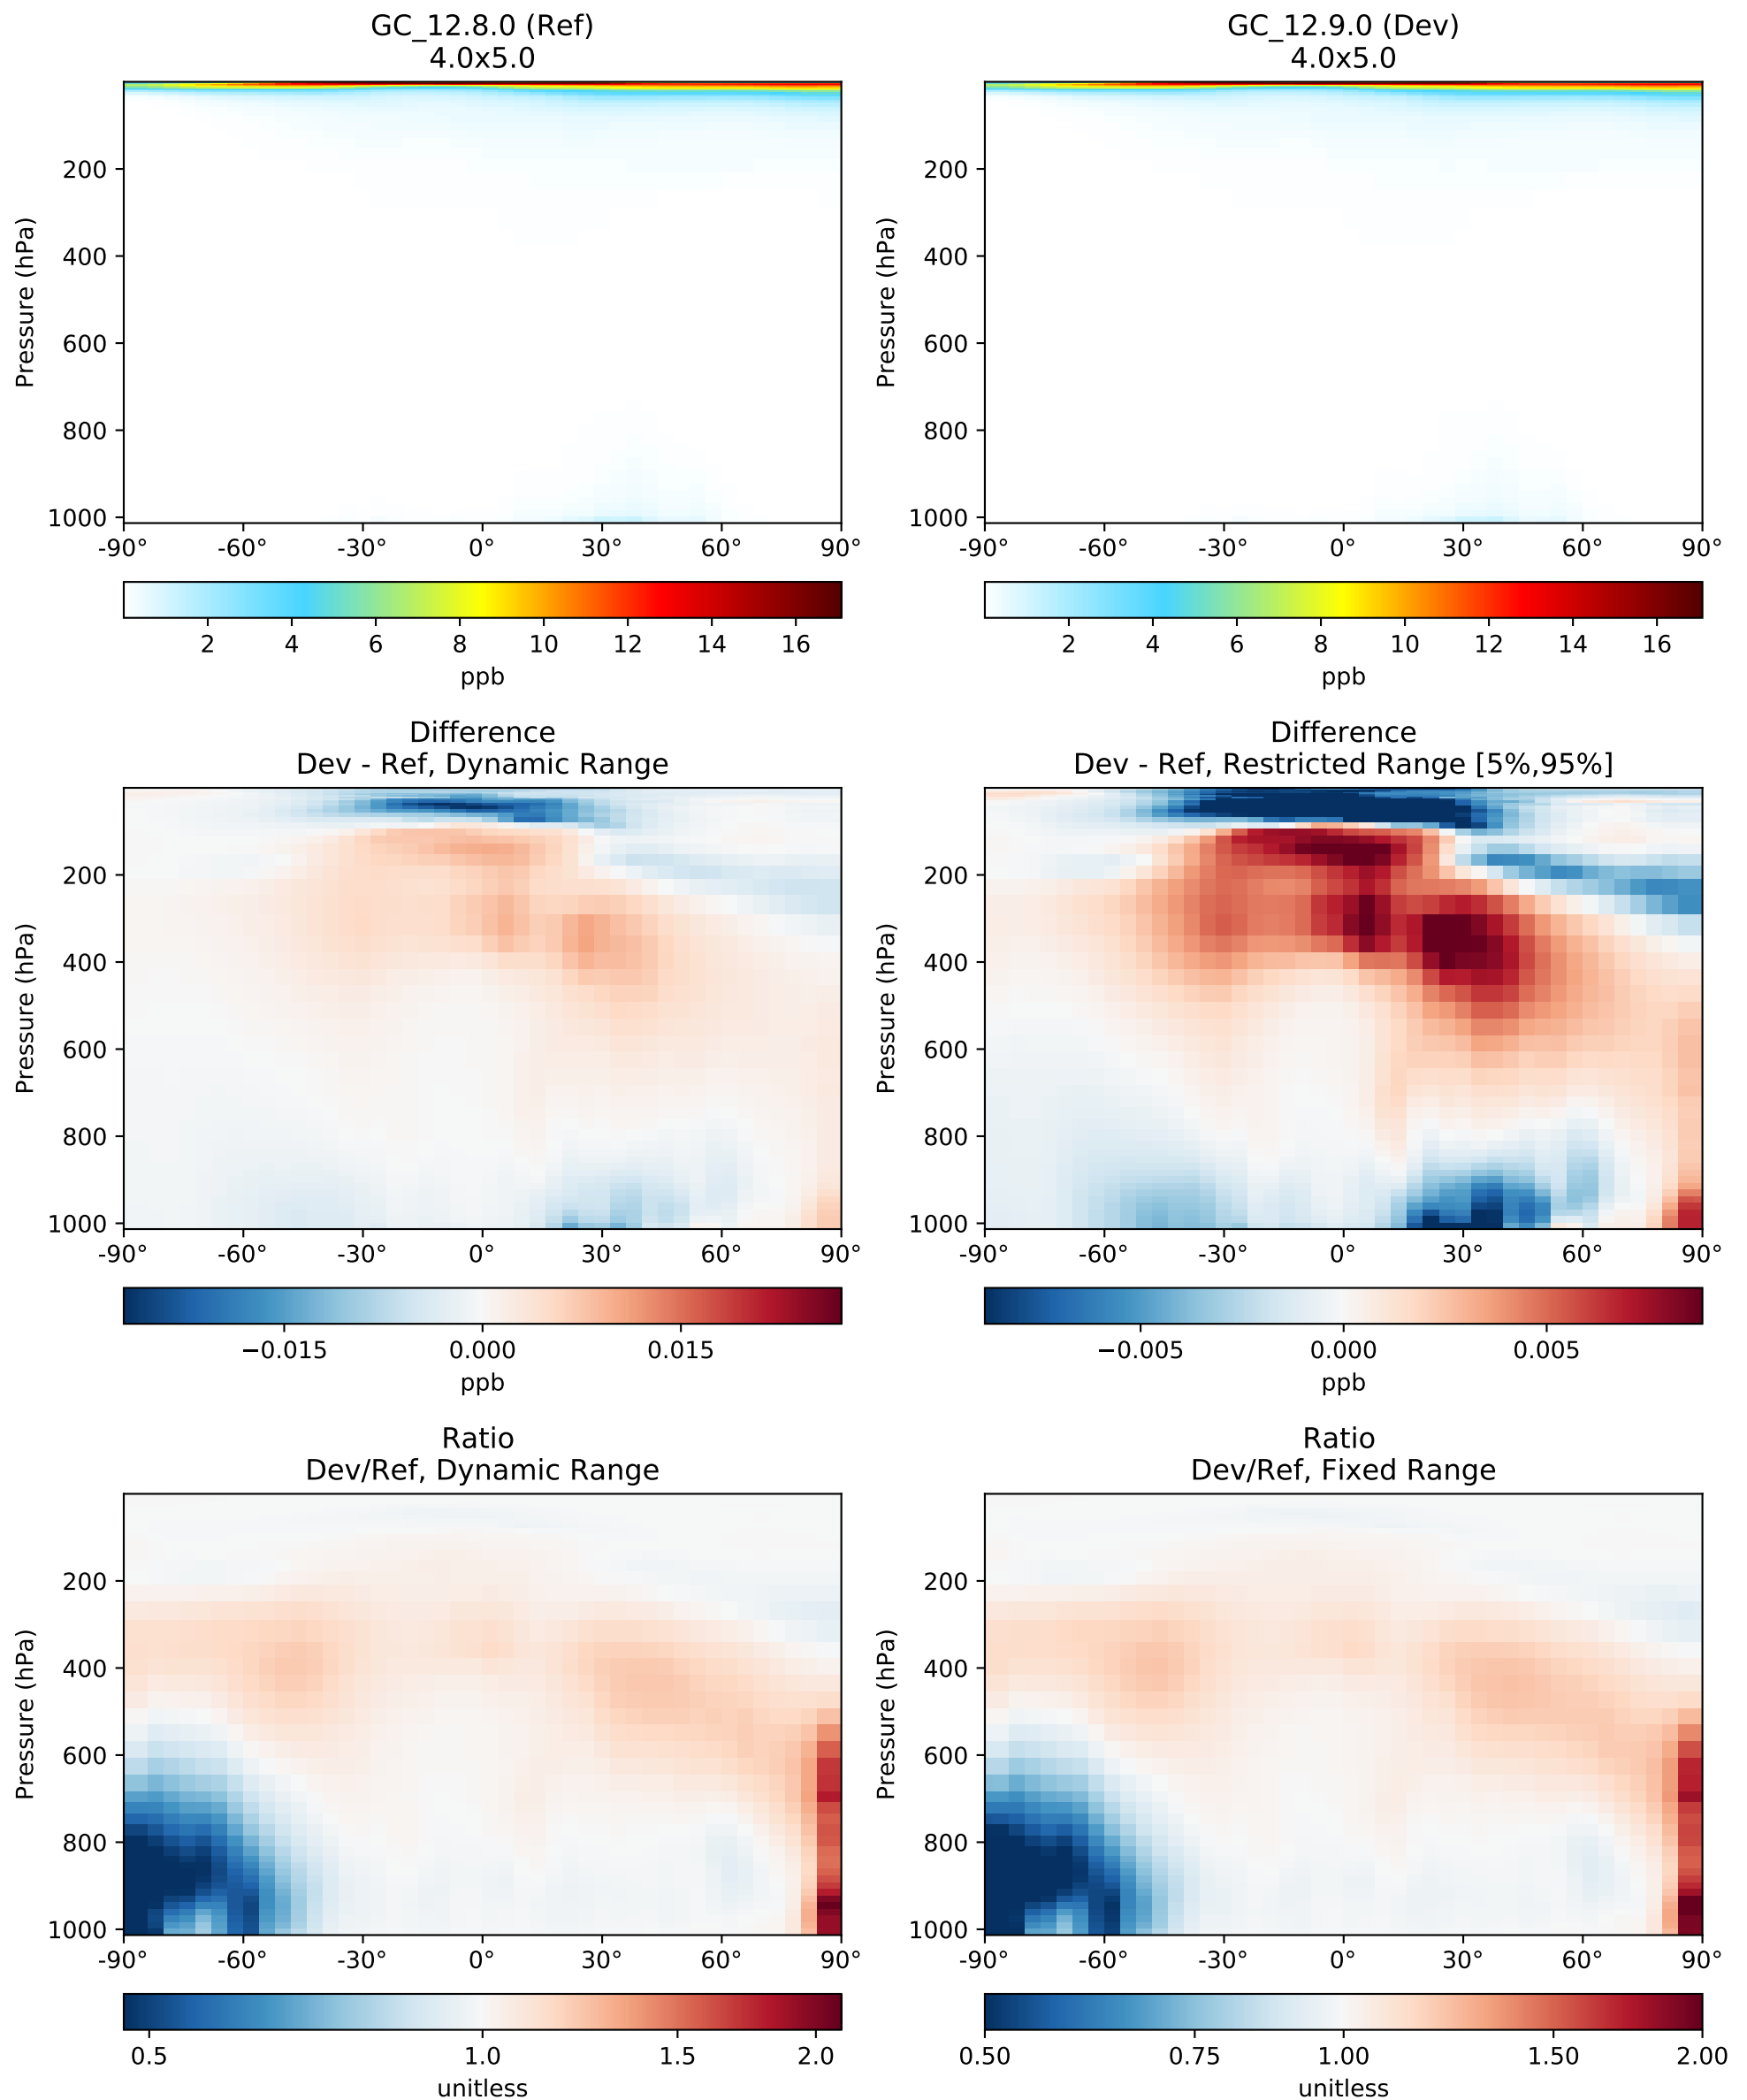 GC_12.8.0 (Ref)
4.0x5.0
Pressure (hPa)
200
400
600
800
1000
-90° -60° -30° 0° 30° 60° 90°
2 4 6 8 10 12 14 16
ppb
GC_12.9.0 (Dev)
4.0x5.0
Pressure (hPa)
200
400
600
800
1000
-90° -60° -30° 0° 30° 60° 90°
2 4 6 8 10 12 14 16
ppb
Difference
Dev - Ref, Dynamic Range
Pressure (hPa)
200
400
600
800
1000
-90° -60° -30° 0° 30° 60° 90°
−0.015 0.000 0.015
ppb
Difference
Dev - Ref, Restricted Range [5%,95%]
Pressure (hPa)
200
400
600
800
1000
-90° -60° -30° 0° 30° 60° 90°
−0.005 0.000 0.005
ppb
Ratio
Dev/Ref, Dynamic Range
Pressure (hPa)
200
400
600
800
1000
-90° -60° -30° 0° 30° 60° 90°
0.5 1.0 1.5 2.0
unitless
Ratio
Dev/Ref, Fixed Range
Pressure (hPa)
200
400
600
800
1000
-90° -60° -30° 0° 30° 60° 90°
0.50 0.75 1.00 1.50 2.00
unitless